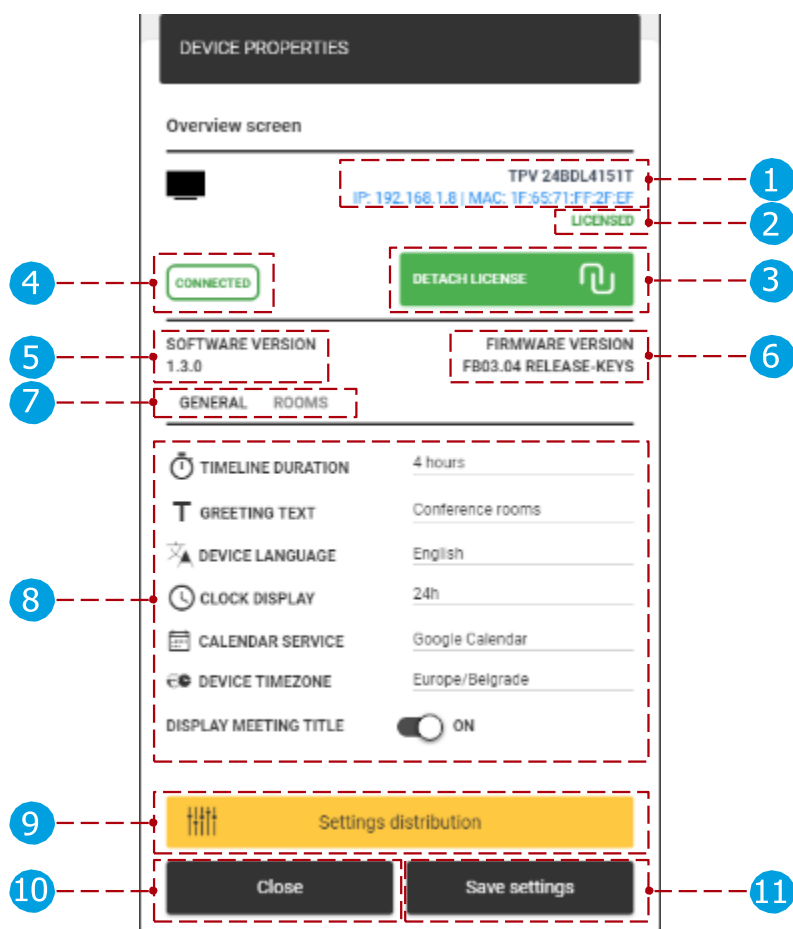 DEVICE PROPERTIES
Overview screen
TPV 24BDL4151T
1
IP: 192.168.1.8 | MAC: 1F:65:71:FF:2F:EF
LICENSED
2
4
CONNECTED
DETACH LICENSE
3
5
SOFTWARE VERSION
1.3.0
FIRMWARE VERSION
FB03.04 RELEASE-KEYS
6
7
GENERAL ROOMS
TIMELINE DURATION 4 hours
GREETING TEXT Conference rooms
DEVICE LANGUAGE English
8
CLOCK DISPLAY 24h
CALENDAR SERVICE Google Calendar
DEVICE TIMEZONE Europe/Belgrade
DISPLAY MEETING TITLE ON
9
Settings distribution
10
Close
Save settings
11